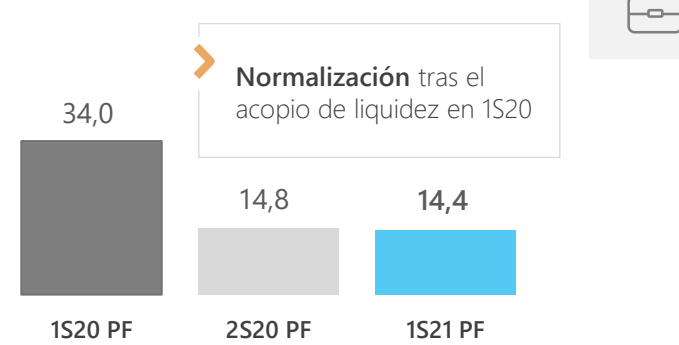 Normalización tras el
acopio de liquidez en 1S20
34,0
14,8
14,4
1S20 PF
2S20 PF
1S21 PF